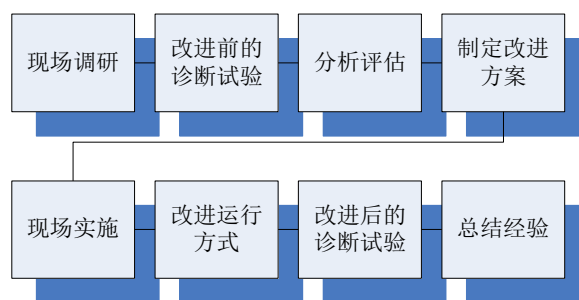 现场调研
改进前的
诊断试验
分析评估
制定改进
方案
现场实施
改进运行
方式
改进后的
诊断试验
总结经验